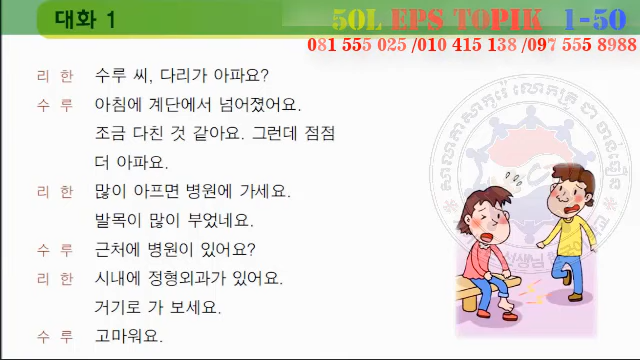 대화 1
50L EPS TOPIK 1-50
081 555 025 /010 415 138 /097 555 8988
리 한 수루 씨, 다리가 아파요?
수 루 아침에 계단에서 넘어졌어요.
조금 다친 것 같아요. 그런데 점점
더 아파요.
리 한 많이 아프면 병원에 가세요.
발목이 많이 부었네요.
수 루 근처에 병원이 있어요?
리 한 시내에 정형외과가 있어요.
거기로 가 보세요.
수 루 고마워요.